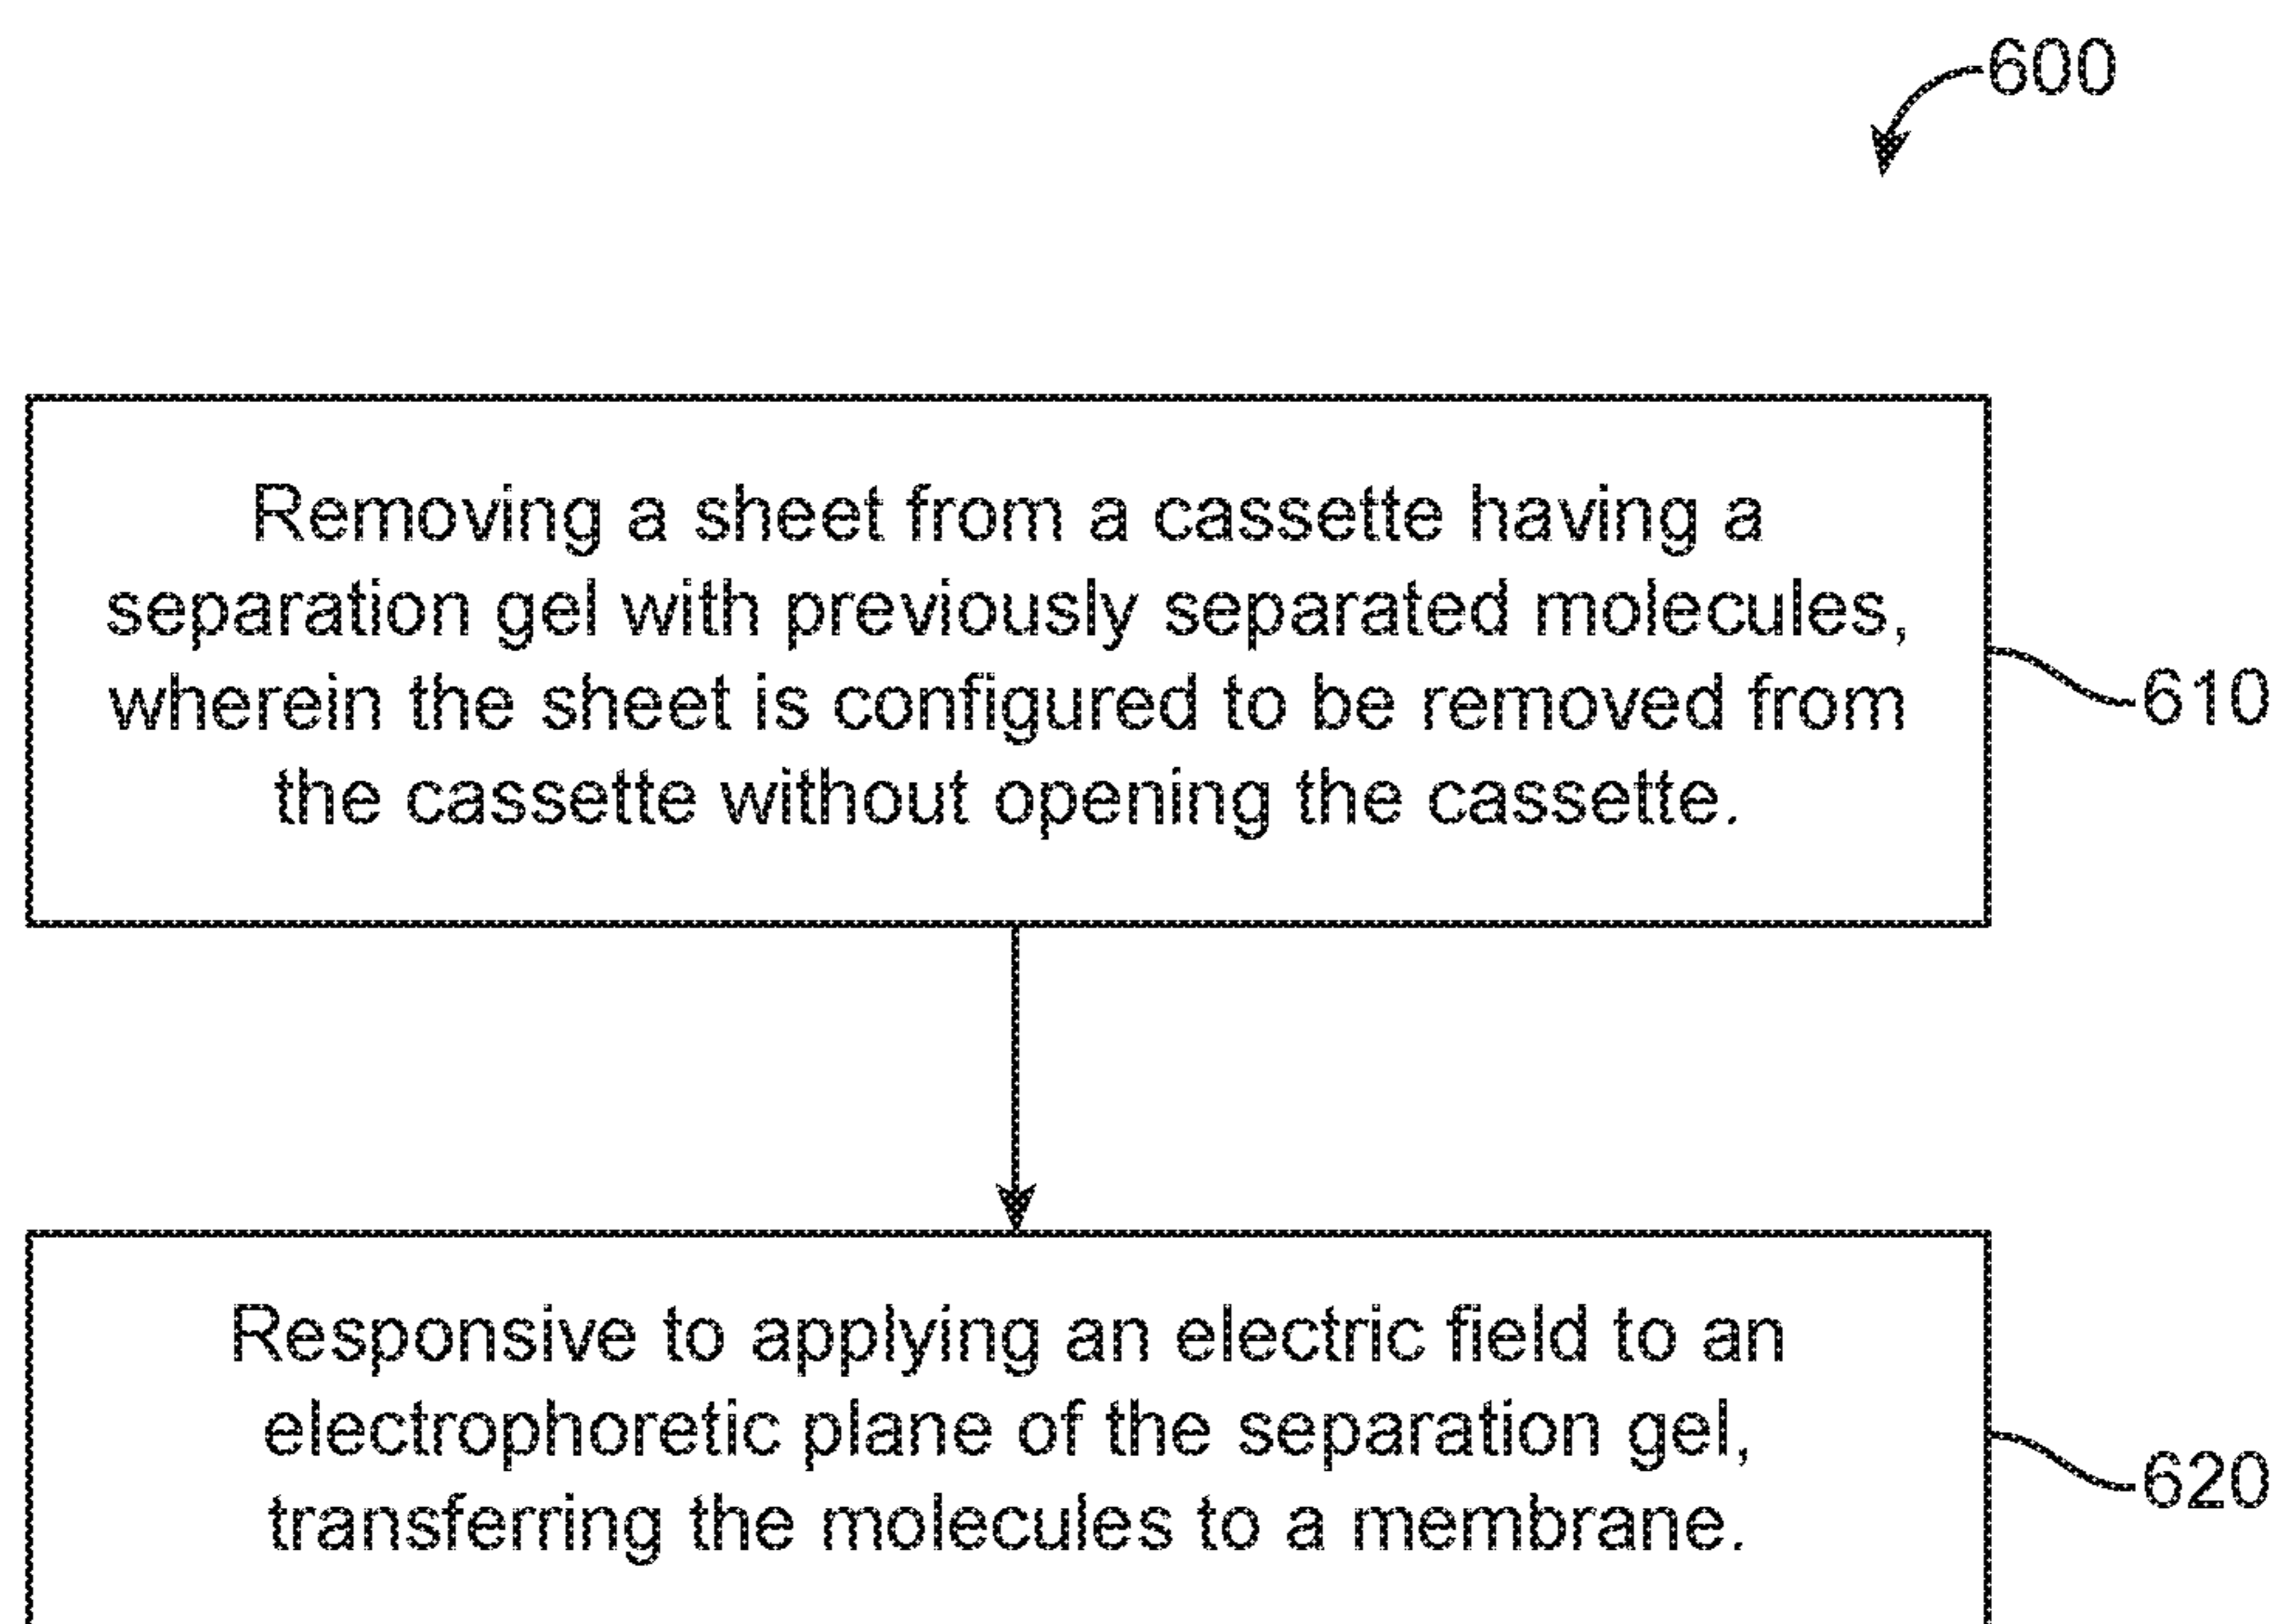 600
Removing a sheet from a cassette having a
separation gel with previously separated molecules,
wherein the sheet is configured to be removed from
the cassette without opening the cassette.
610
Responsive to applying an electric field to an
electrophoretic plane of the separation gel,
transferring the molecules to a membrane.
620